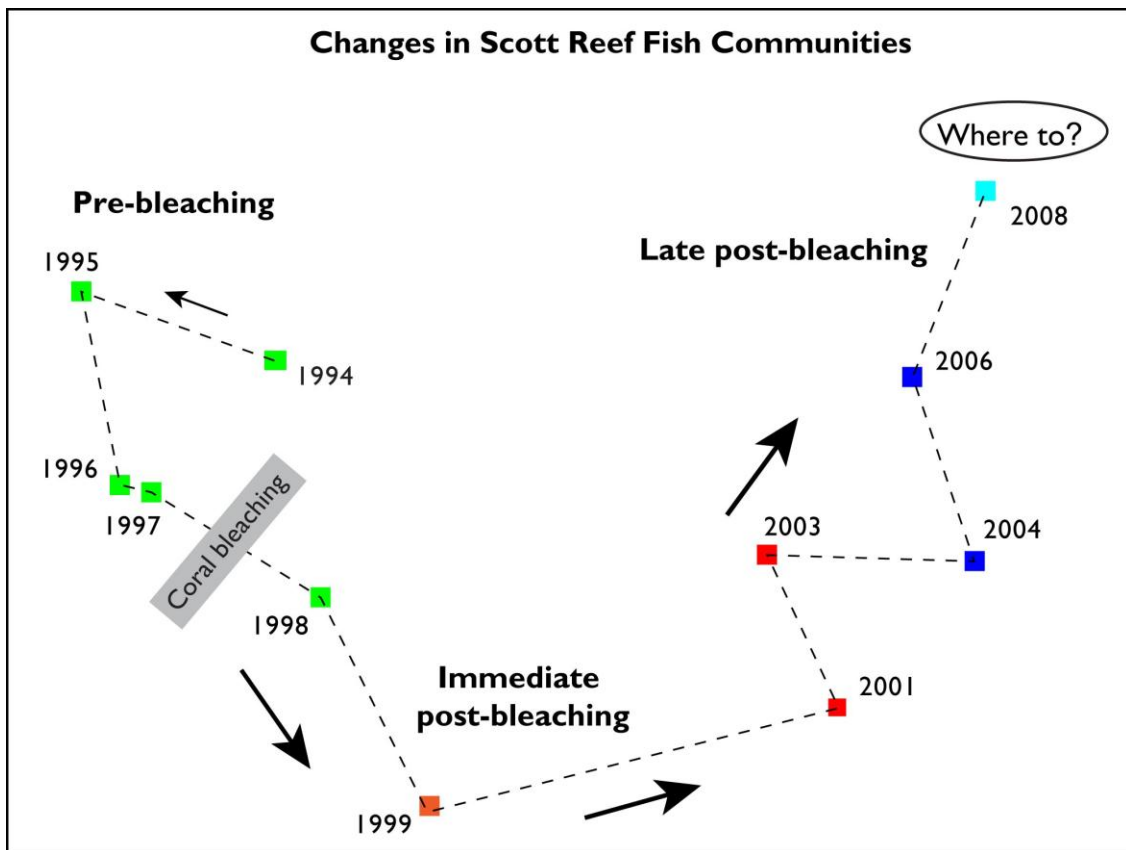 Changes in Scott Reef Fish Communities
Where to?
Pre-bleaching
2008
Late post-bleaching
1995
1994
2006
1996
1997
Coral bleaching
2003
2004
1998
Immediate
post-bleaching
2001
1999